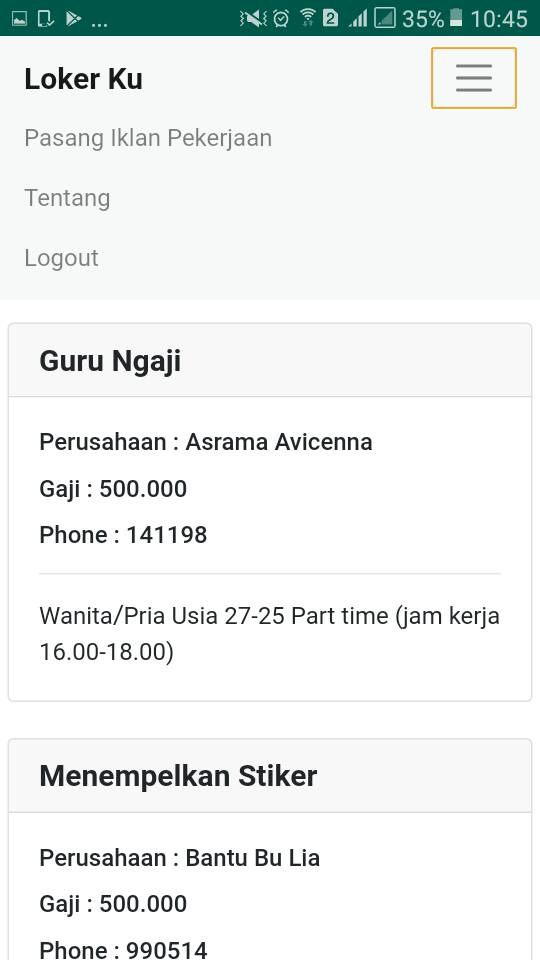 ... 2 35% 10:45
Loker Ku
Pasang Iklan Pekerjaan
Tentang
Logout
Guru Ngaji
Perusahaan : Asrama Avicenna
Gaji : 500.000
Phone : 141198
Wanita/Pria Usia 27-25 Part time (jam kerja
16.00-18.00)
Menempelkan Stiker
Perusahaan : Bantu Bu Lia
Gaji : 500.000
Phone : 990514